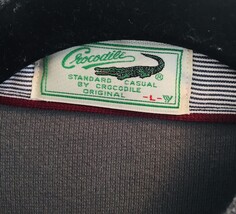 Crocodile
®
STANDARD CASUAL
BY CROCODILE
ORIGINAL
-L-W